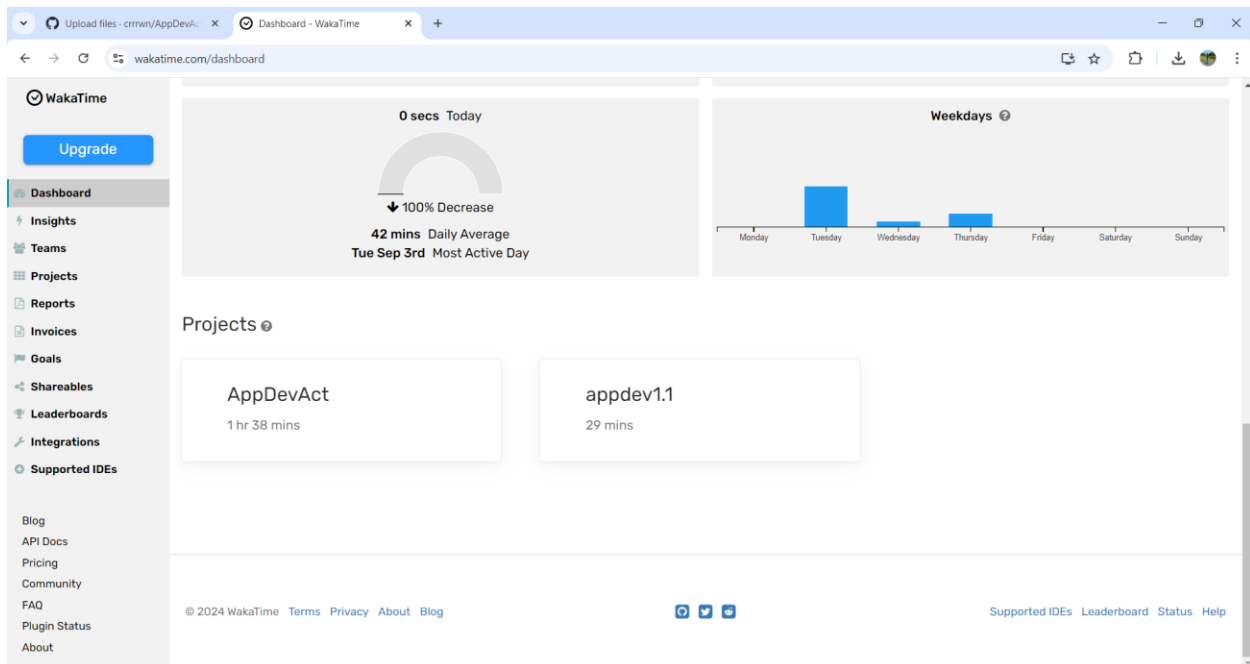 Upload files - crrrwn/AppDevAc
Dashboard - WakaTime
wakatime.com/dashboard
WakaTime
Upgrade
Dashboard
Insights
Teams
Projects
Reports
Invoices
Goals
Shareables
Leaderboards
Integrations
Supported IDEs
Blog
API Docs
Pricing
Community
FAQ
Plugin Status
About
0 secs Today
100% Decrease
42 mins Daily Average
Tue Sep 3rd Most Active Day
Weekdays
Monday Tuesday Wednesday Thursday Friday Saturday Sunday
Projects
AppDevAct
1 hr 38 mins
appdev1.1
29 mins
© 2024 WakaTime Terms Privacy About Blog
Supported IDEs Leaderboard Status Help